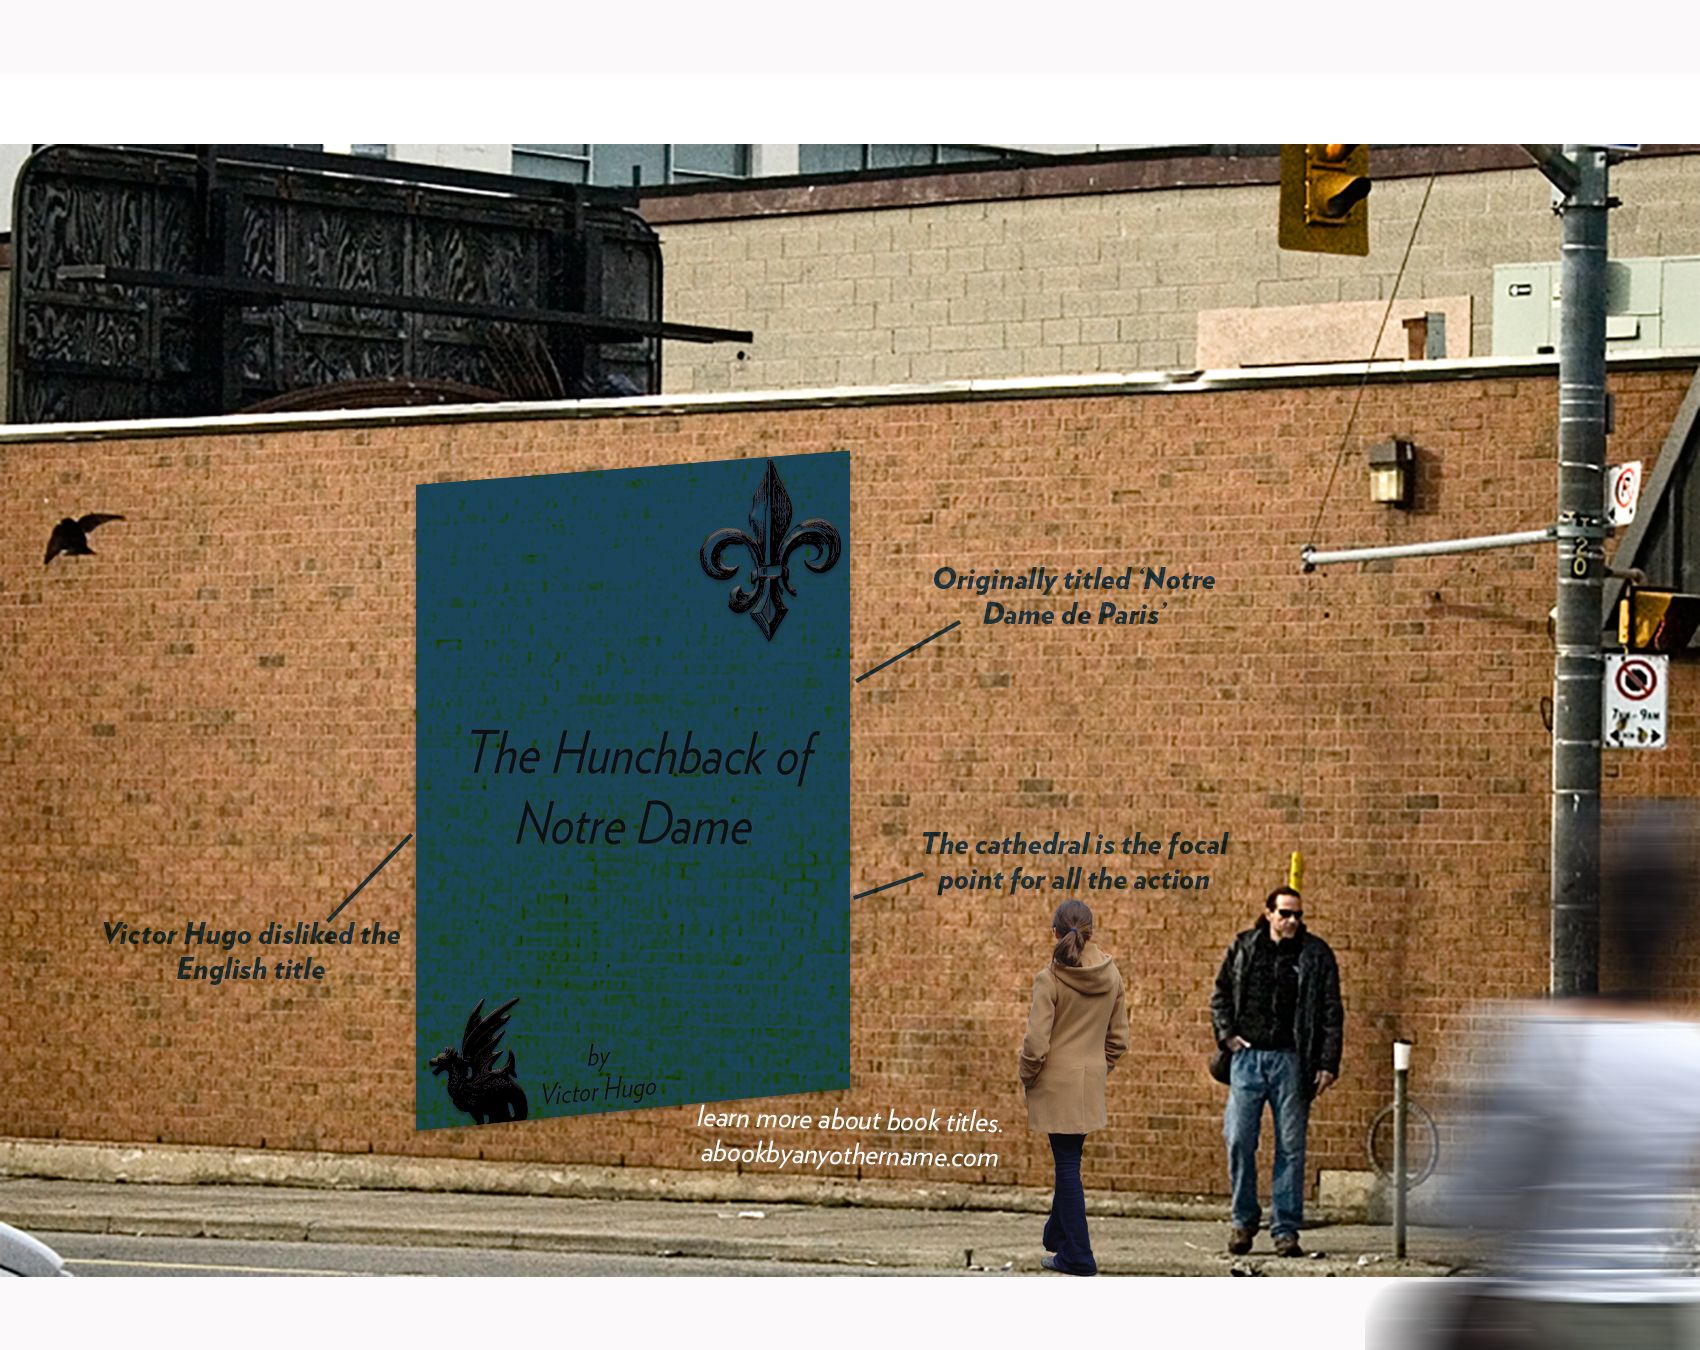 Originally titled ‘Notre
Dame de Paris’
The Hunchback of
Notre Dame
The cathedral is the focal
point for all the action
Victor Hugo disliked the
English title
by
Victor Hugo
learn more about book titles.
abookbyanyothername.com
20